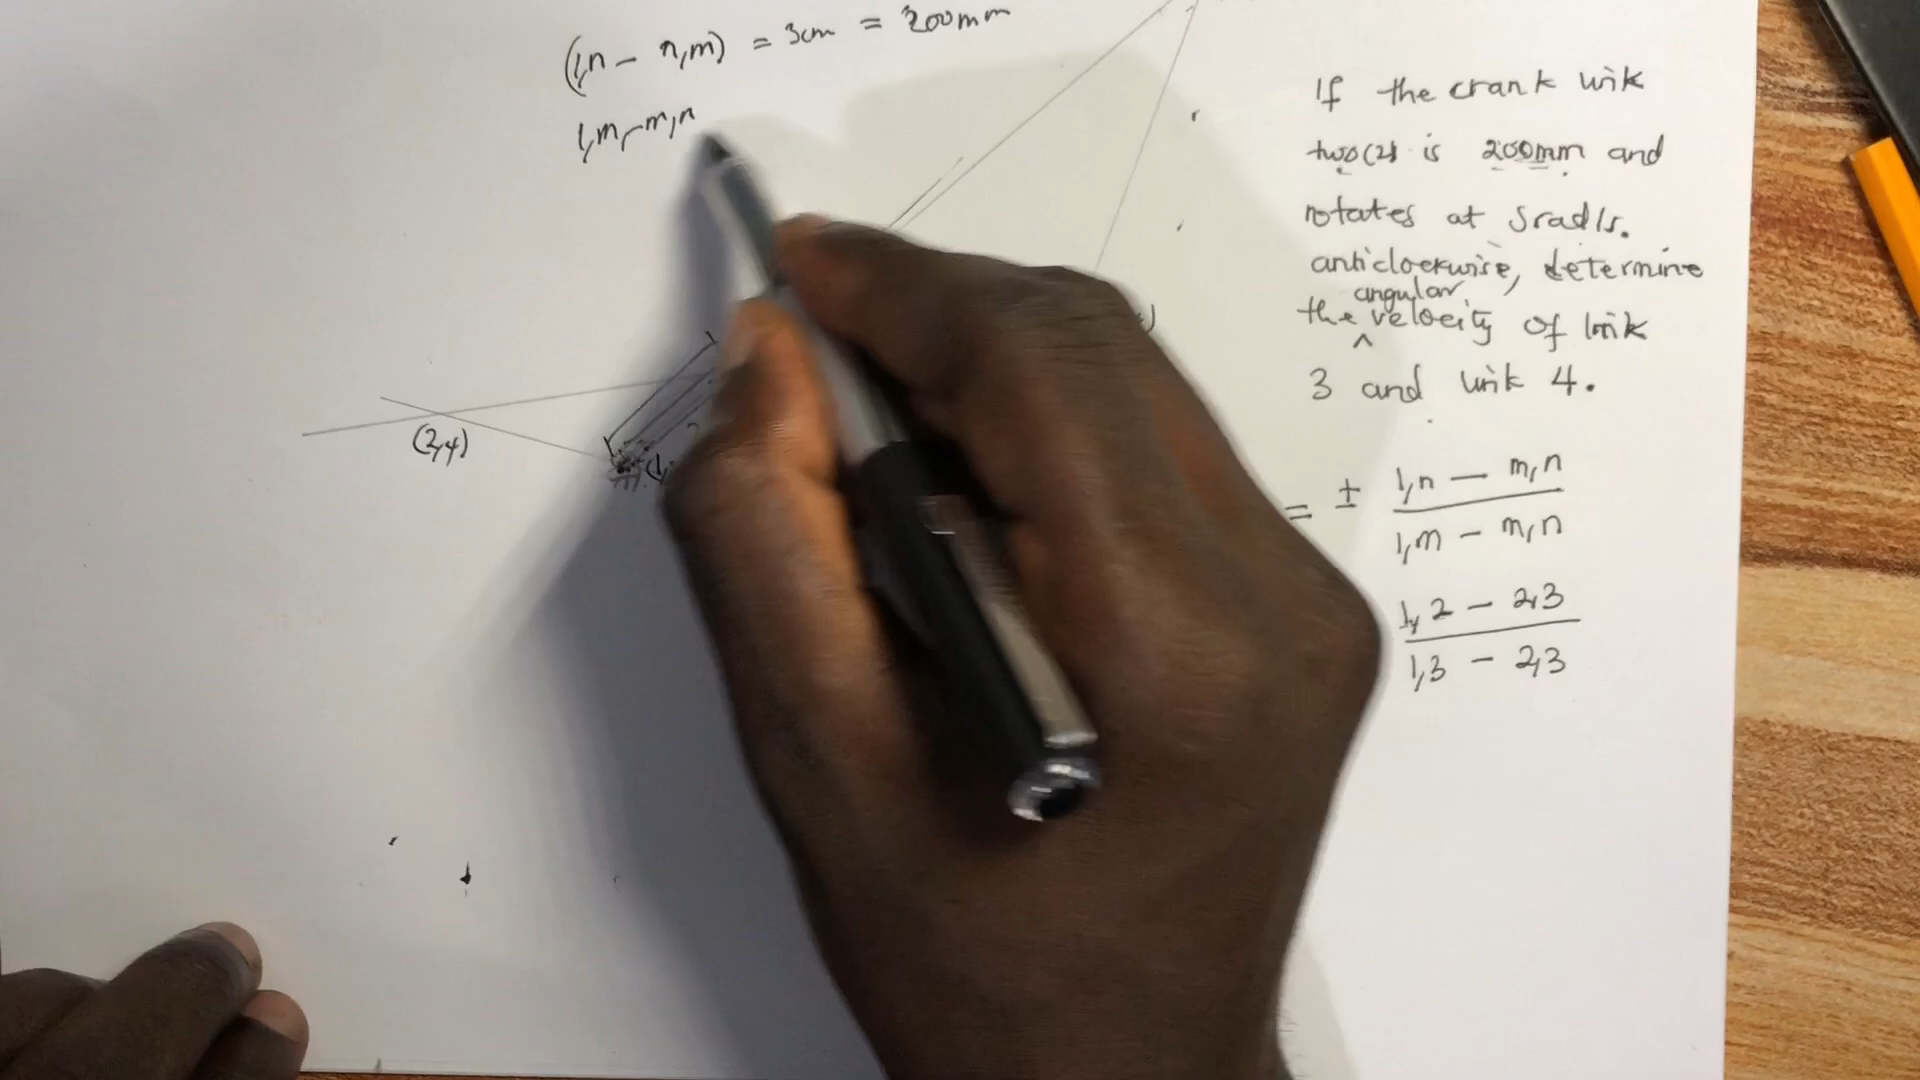 (1,n - n,m) = 3cm = 200mm
1,m - m,n
If the crank link
two(2) is 200mm and
rotates at 5rad/s.
anticlockwise, determine
angular
the velocity of link
3 and link 4.
(2,4)
(1,
= ± 1,n - m,n
1,m - m,n
1,2 - 2,3
1,3 - 2,3